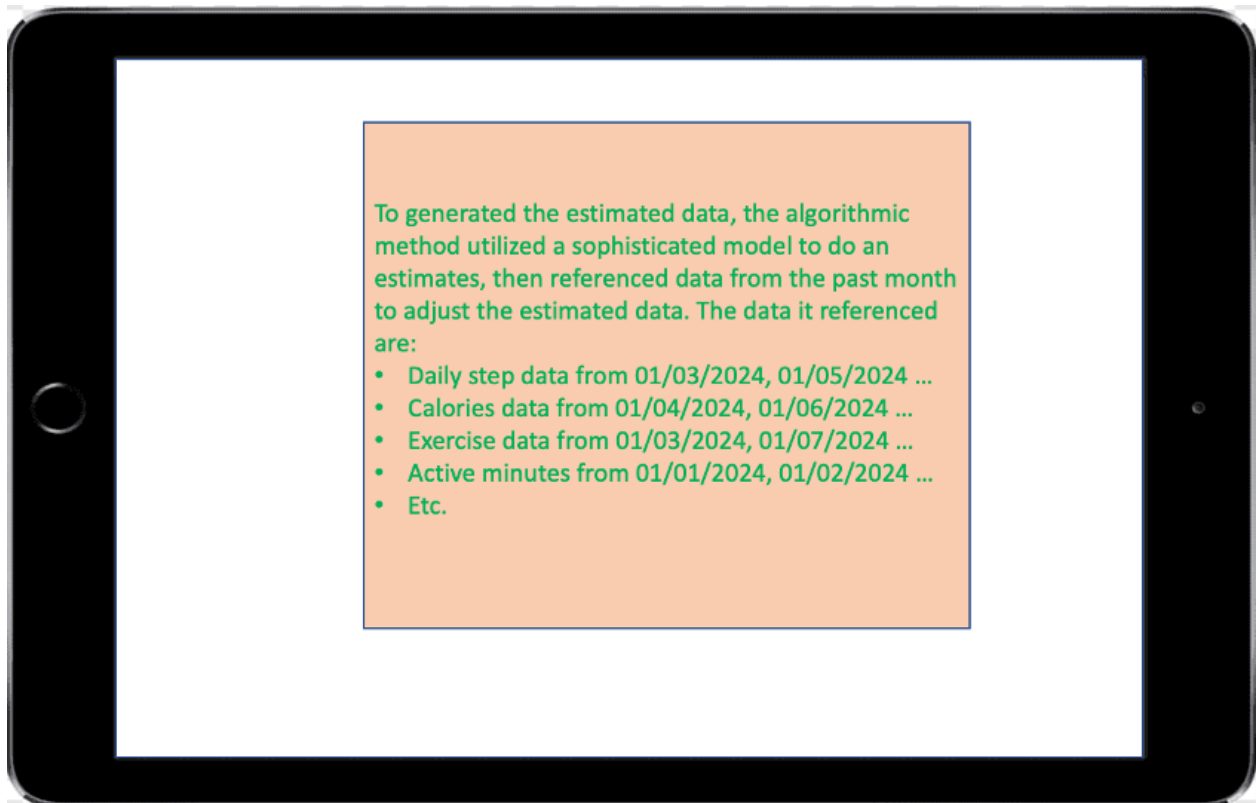 To generated the estimated data, the algorithmic
method utilized a sophisticated model to do an
estimates, then referenced data from the past month
to adjust the estimated data. The data it referenced
are:
• Daily step data from 01/03/2024, 01/05/2024 ...
• Calories data from 01/04/2024, 01/06/2024 ...
• Exercise data from 01/03/2024, 01/07/2024 ...
• Active minutes from 01/01/2024, 01/02/2024 ...
• Etc.